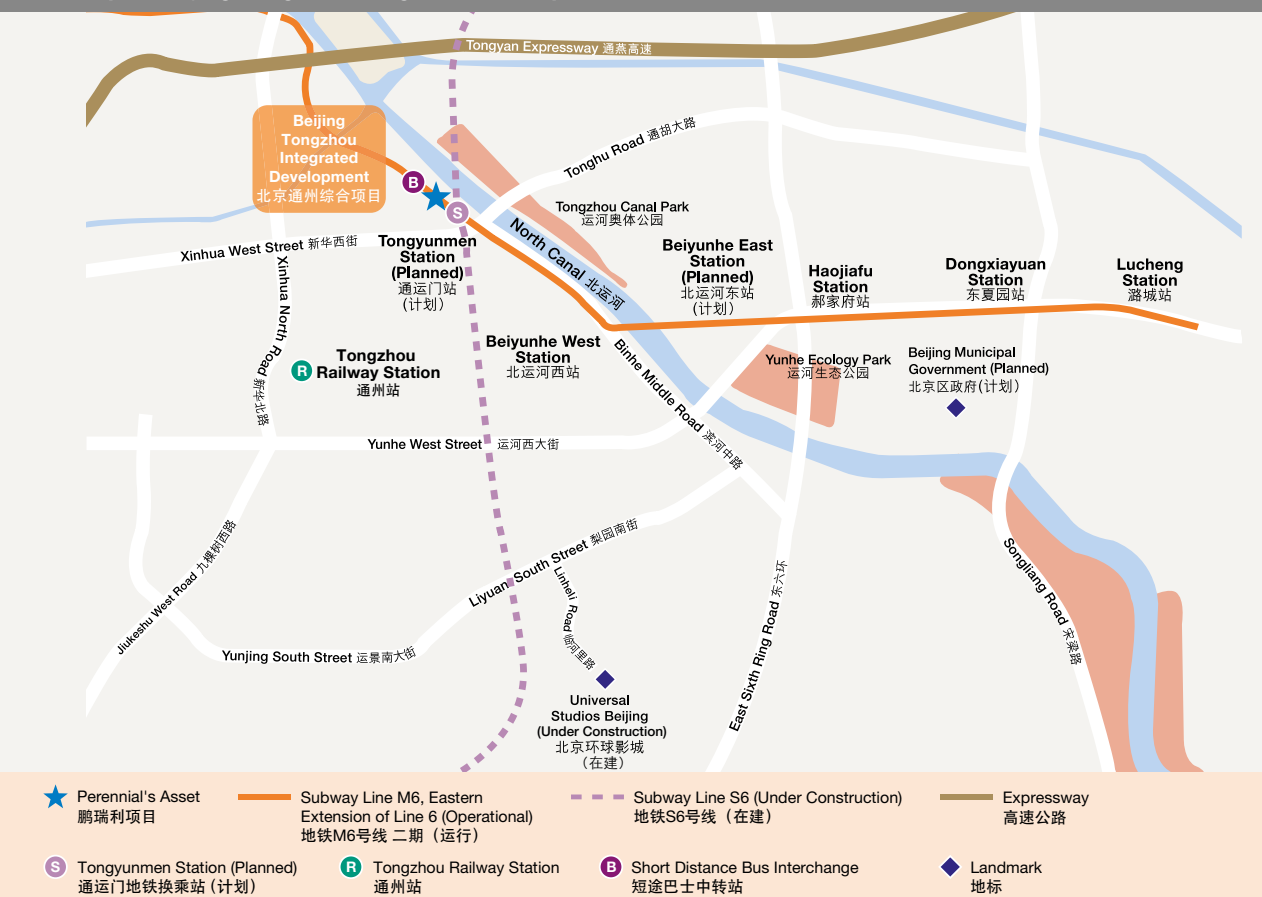 Tongyan Expressway 通燕高速
Beijing
Tongzhou
Integrated
Development
北京通州综合项目
B
S
Tonghu Road 通胡大路
Tongzhou Canal Park
运河奥体公园
North Canal 北运河
Xinhua West Street 新华西街
Tongyunmen
Station
(Planned)
通运门站
(计划)
Beiyunhe East
Station
(Planned)
北运河东站
(计划)
Haojiafu
Station
郝家府站
Dongxiayuan
Station
东夏园站
Lucheng
Station
潞城站
Xinhua North Road 新华北路
R
Tongzhou
Railway Station
通州站
Beiyunhe West
Station
北运河西站
Binhe Middle Road 滨河中路
Yunhe Ecology Park
运河生态公园
Beijing Municipal
Government (Planned)
北京区政府(计划)
Yunhe West Street 运河西大街
Jiukeshu West Road 九棵树西路
Liyuan South Street 梨园南街
Linheli Road 临河里路
Yunjing South Street 运景南大街
East Sixth Ring Road 东六环
Songliang Road 宋梁路
Universal
Studios Beijing
(Under Construction)
北京环球影城
(在建)
Perennial's Asset
鹏瑞利项目
Subway Line M6, Eastern
Extension of Line 6 (Operational)
地铁M6号线 二期（运行）
Subway Line S6 (Under Construction)
地铁S6号线（在建）
Expressway
高速公路
S Tongyunmen Station (Planned)
通运门地铁换乘站 (计划)
R Tongzhou Railway Station
通州站
B Short Distance Bus Interchange
短途巴士中转站
Landmark
地标